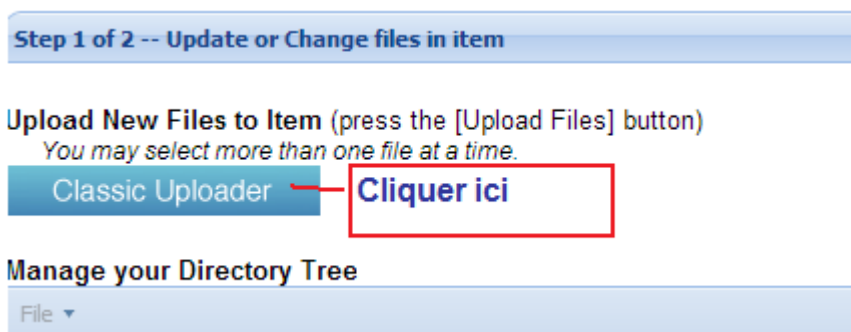 Step 1 of 2 -- Update or Change files in item
Upload New Files to Item (press the [Upload Files] button)
You may select more than one file at a time.
Classic Uploader
Cliquer ici
Manage your Directory Tree
File